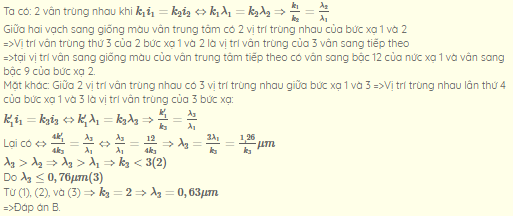 Ta có: 2 vân trùng nhau khi k₁i₁ = k₂i₂ ⇔ k₁λ₁ = k₂λ₂ ⇒ k₁/k₂ = λ₂/λ₁
Giữa hai vạch sang giống màu vân trung tâm có 2 vị trí trùng nhau của bức xạ 1 và 2
=>Vị trí vân trùng thứ 3 của 2 bức xạ 1 và 2 là vị trí vân trùng của 3 vân sang tiếp theo
=>tại vị trí vân sang giống màu của vân trung tâm tiếp theo có vân sang bậc 12 của nức xạ 1 và vân sang
bậc 9 của bức xạ 2.
Mặt khác: Giữa 2 vị trí vân trùng nhau có 3 vị trí trùng nhau giữa bức xạ 1 và 3 =>Vị trí trùng nhau lần thứ 4
của bức xạ 1 và 3 là vị trí vân trùng của 3 bức xạ:
k₁′i₁ = k₃i₃ ⇔ k₁′λ₁ = k₃λ₃ ⇒ k₁′/k₃ = λ₃/λ₁
Lại có ⇔ 4k₁′/4k₃ = λ₃/λ₁ ⇔ λ₃/λ₁ = 12/4k₃ ⇒ λ₃ = 3λ₁/k₃ = 1,26/k₃ μm
λ₃ > λ₂ ⇒ λ₃ > λ₁ ⇒ k₃ < 3(2)
Do λ₃ ≤ 0,76μm(3)
Từ (1), (2), và (3) ⇒ k₃ = 2 ⇒ λ₃ = 0,63μm
=>Đáp án B.